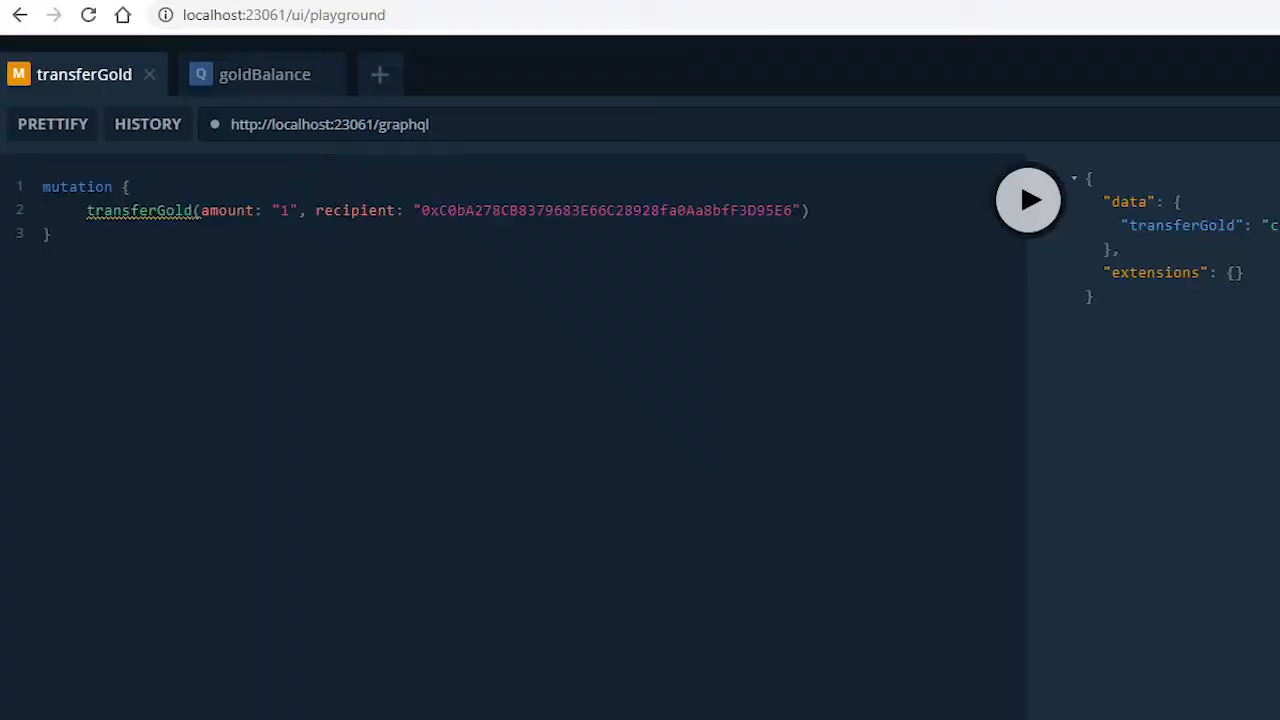 localhost:23061/ui/playground
M transferGold × Q goldBalance +
PRETTIFY HISTORY http://localhost:23061/graphql
1 mutation {
2 transferGold(amount: "1", recipient: "0xC0bA278CB8379683E66C28928fa0Aa8bfF3D95E6")
3 }
{
"data": {
"transferGold": "c
},
"extensions": {}
}